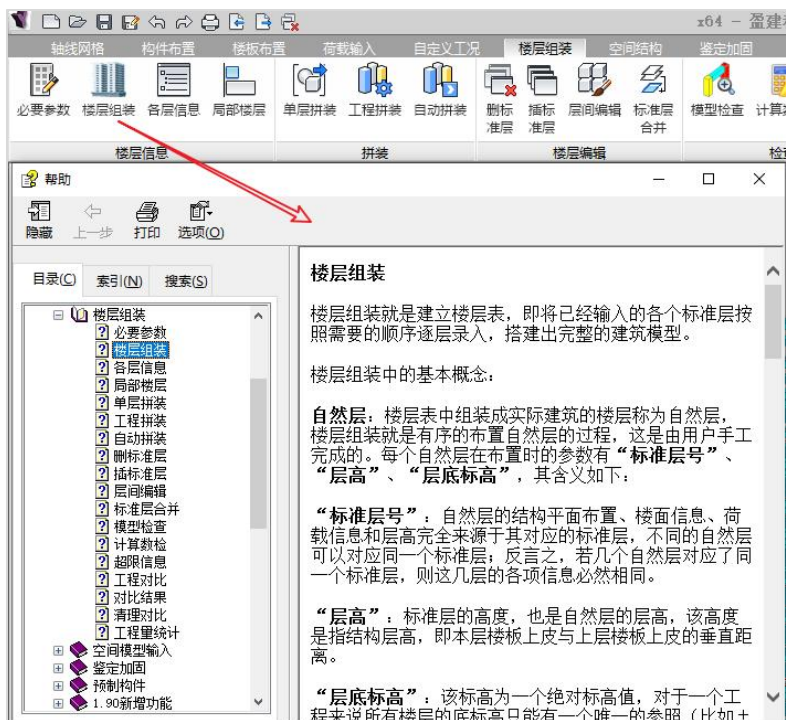 x64 - 盈建科
轴线网格 构件布置 楼板布置 荷载输入 自定义工况 楼层组装 空间结构 鉴定加固
必要参数 楼层组装 各层信息 局部楼层 单层拼装 工程拼装 自动拼装 删标准层 插标准层 层间编辑 标准层合并 模型检查
楼层信息 拼装 楼层编辑
帮助
隐藏 上一步 打印 选项(O)
目录(C) 索引(N) 搜索(S)
楼层组装
必要参数
楼层组装
各层信息
局部楼层
单层拼装
工程拼装
自动拼装
删标准层
插标准层
层间编辑
标准层合并
模型检查
计算数检
超限信息
工程对比
对比结果
清理对比
工程量统计
空间模型输入
鉴定加固
预制构件
1.90新增功能
楼层组装
楼层组装就是建立楼层表，即将已经输入的各个标准层按
照需要的顺序逐层录入，搭建出完整的建筑模型。
楼层组装中的基本概念：
自然层：楼层表中组装成实际建筑的楼层称为自然层，
楼层组装就是有序的布置自然层的过程，这是由用户手工
完成的。每个自然层在布置时的参数有“标准层号”、
“层高”、“层底标高”，其含义如下：
“标准层号”：自然层的结构平面布置、楼面信息、荷
载信息和层高完全来源于其对应的标准层，不同的自然层
可以对应同一个标准层；反言之，若几个自然层对应了同
一个标准层，则这几层的各项信息必然相同。
“层高”：标准层的高度，也是自然层的层高，该高度
是指结构层高，即本层楼板上皮与上层楼板上皮的垂直距
离。
“层底标高”：该标高为一个绝对标高值，对于一个工
程来说所有楼层的底标高只能有一个唯一的参照（比如±